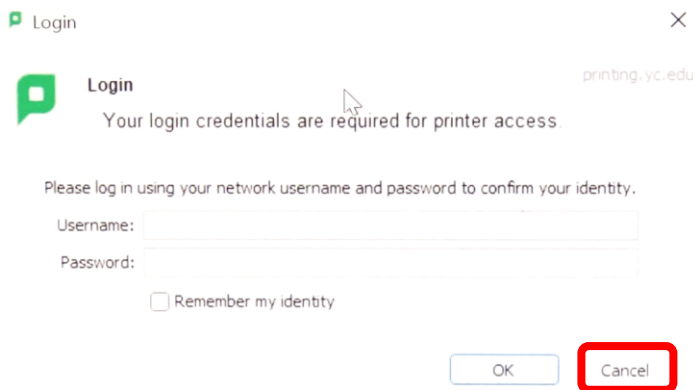 Login
printing.yc.edu
Login
Your login credentials are required for printer access.
Please log in using your network username and password to confirm your identity.
Username:
Password:
Remember my identity
OK Cancel